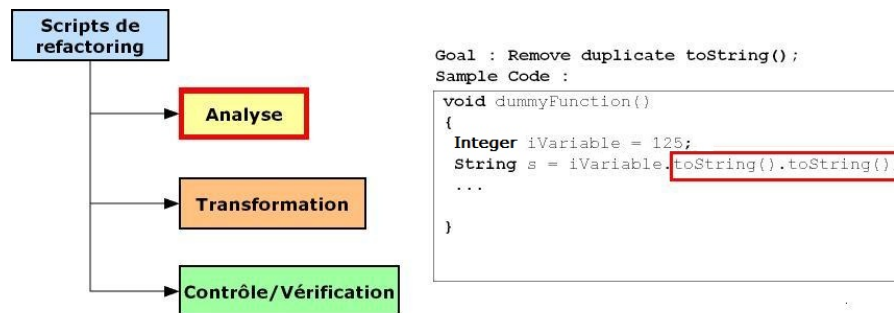 Scripts de
refactoring
Analyse
Transformation
Contrôle/Vérification
Goal : Remove duplicate toString();
Sample Code :
void dummyFunction()
{
Integer iVariable = 125;
String s = iVariable.toString().toString()
...
}